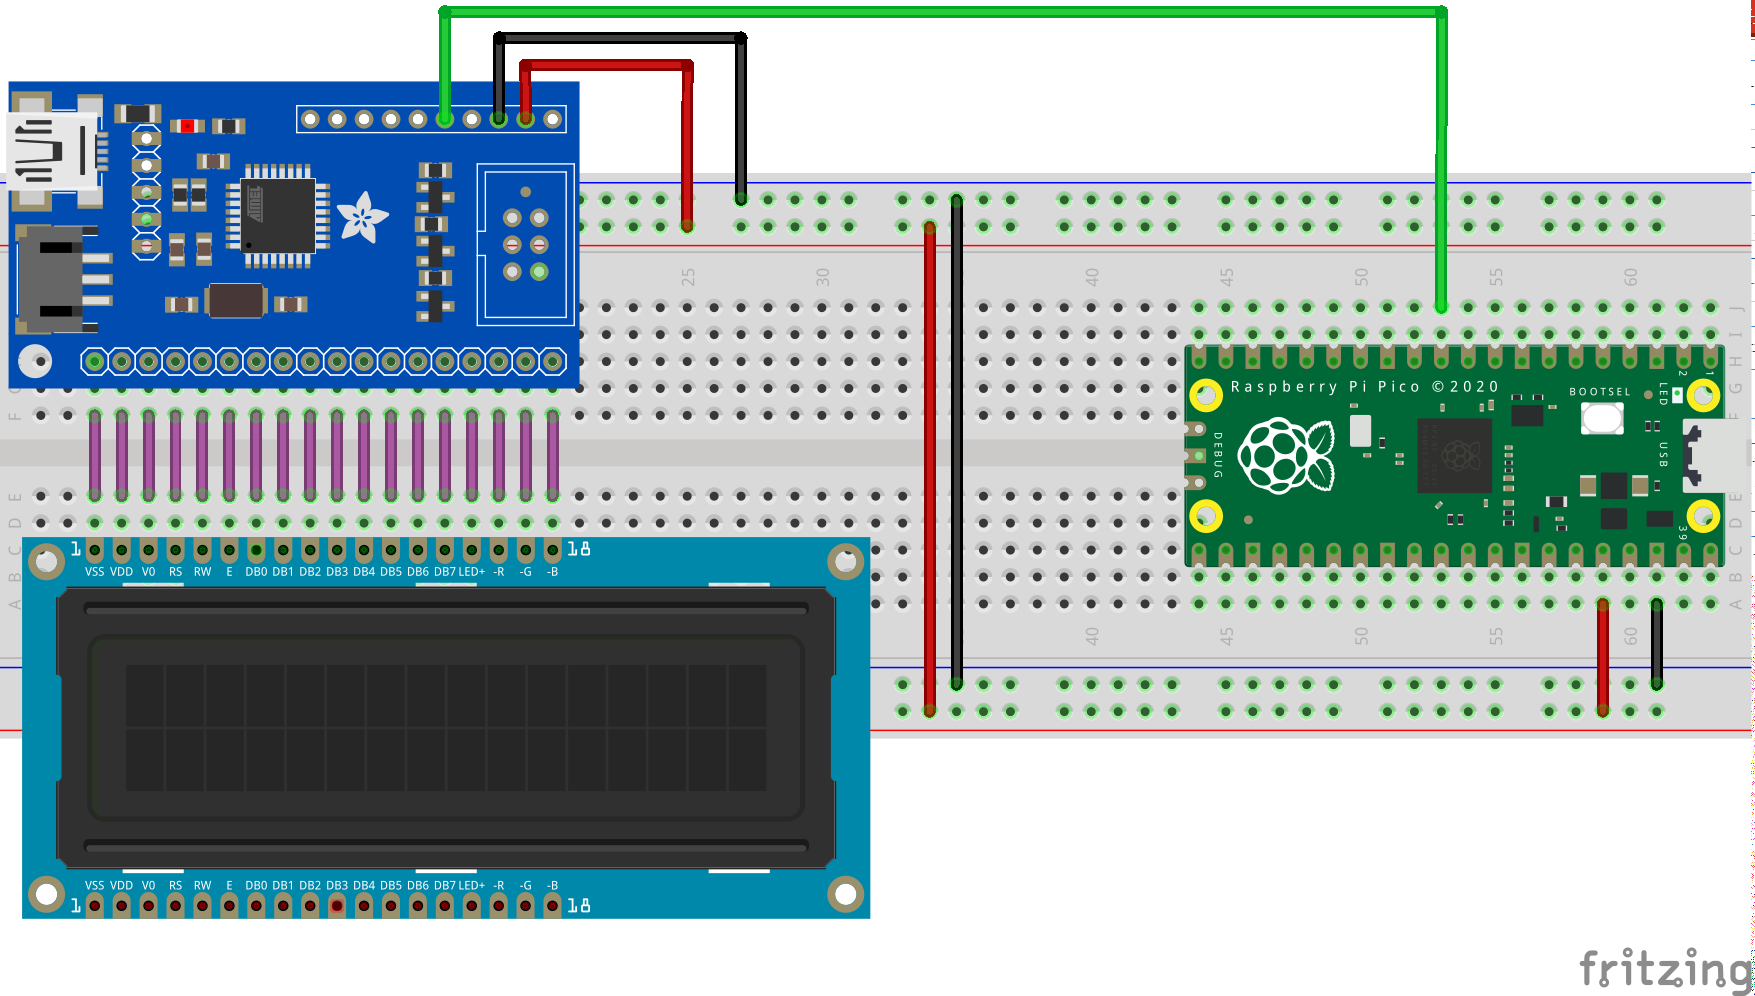 ATMEL
25
30
40
45
50
55
60
J
I
H
G
F
F
Raspberry Pi Pico ©2020
BOOTSEL
LED
2
1
DEBUG
USB
39
E
D
C
B
A
E
D
C
B
A
1
18
VSS VDD V0 RS RW E DB0 DB1 DB2 DB3 DB4 DB5 DB6 DB7 LED+ -R -G -B
40
45
50
55
60
VSS VDD V0 RS RW E DB0 DB1 DB2 DB3 DB4 DB5 DB6 DB7 LED+ -R -G -B
1
18
fritzing